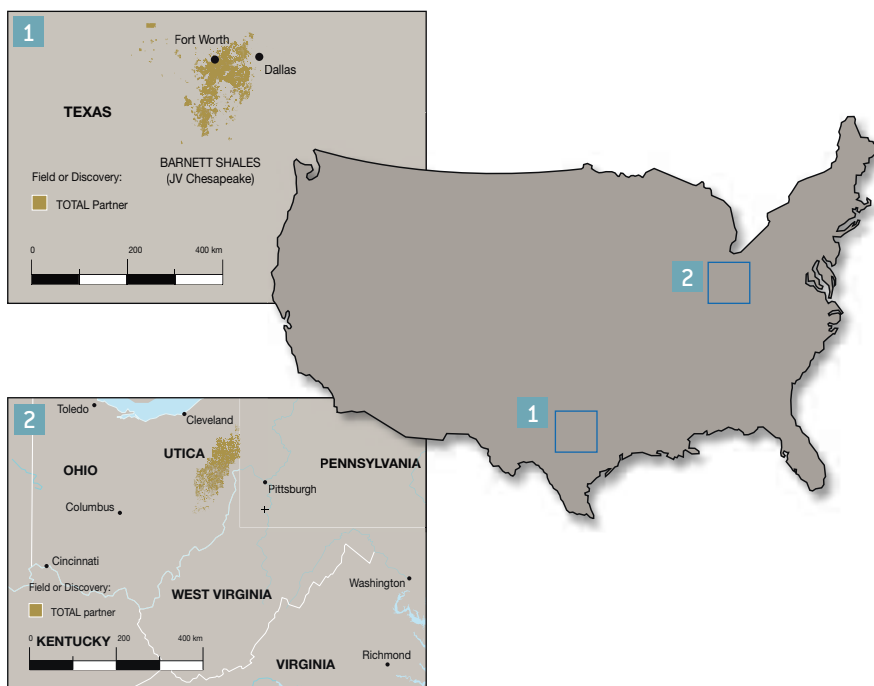 1
Fort Worth
Dallas
TEXAS
BARNETT SHALES
(JV Chesapeake)
Field or Discovery:
TOTAL Partner
0 200 400 km
2
1
2
Toledo
Cleveland
UTICA
OHIO
PENNSYLVANIA
Pittsburgh
Columbus
Cincinnati
Washington
Field or Discovery:
WEST VIRGINIA
TOTAL partner
KENTUCKY
0 200 400 km
VIRGINIA
Richmond